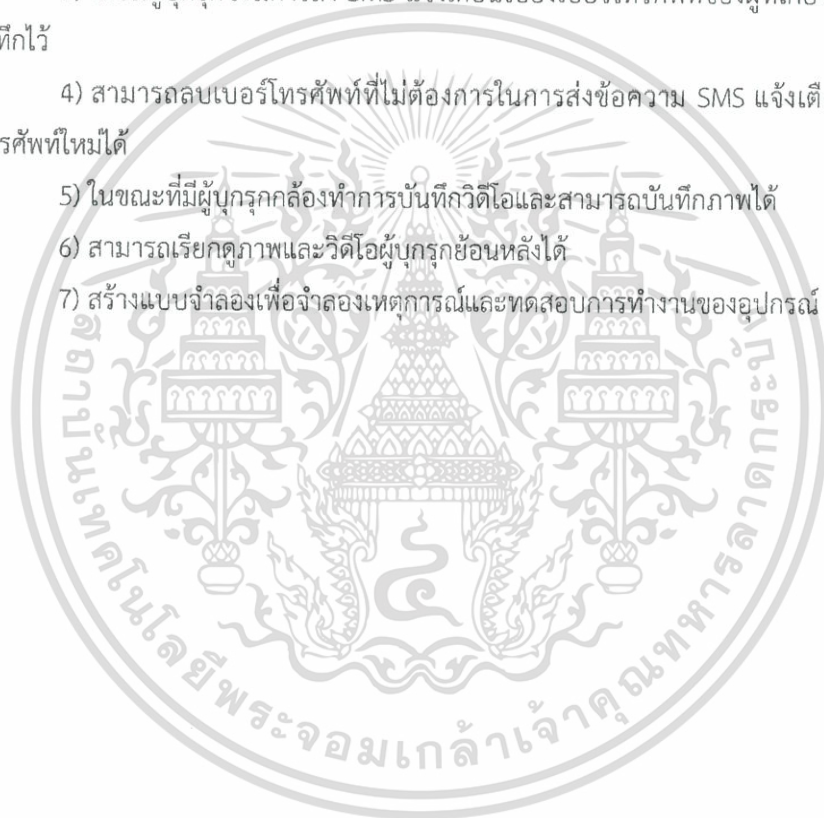 ทึกไว้
4) สามารถลบเบอร์โทรศัพท์ที่ไม่ต้องการในการส่งข้อความ SMS แจ้งเตื
รศัพท์ใหม่ได้
5) ในขณะที่มีผู้บุกรุกกล้องทำการบันทึกวิดีโอและสามารถบันทึกภาพได้
6) สามารถเรียกดูภาพและวิดีโอผู้บุกรุกย้อนหลังได้
7) สร้างแบบจำลองเพื่อจำลองเหตุการณ์และทดสอบการทำงานของอุปกรณ์
สถาบันเทคโนโลยีพระจอมเกล้าเจ้าคุณทหารลาดกระบัง